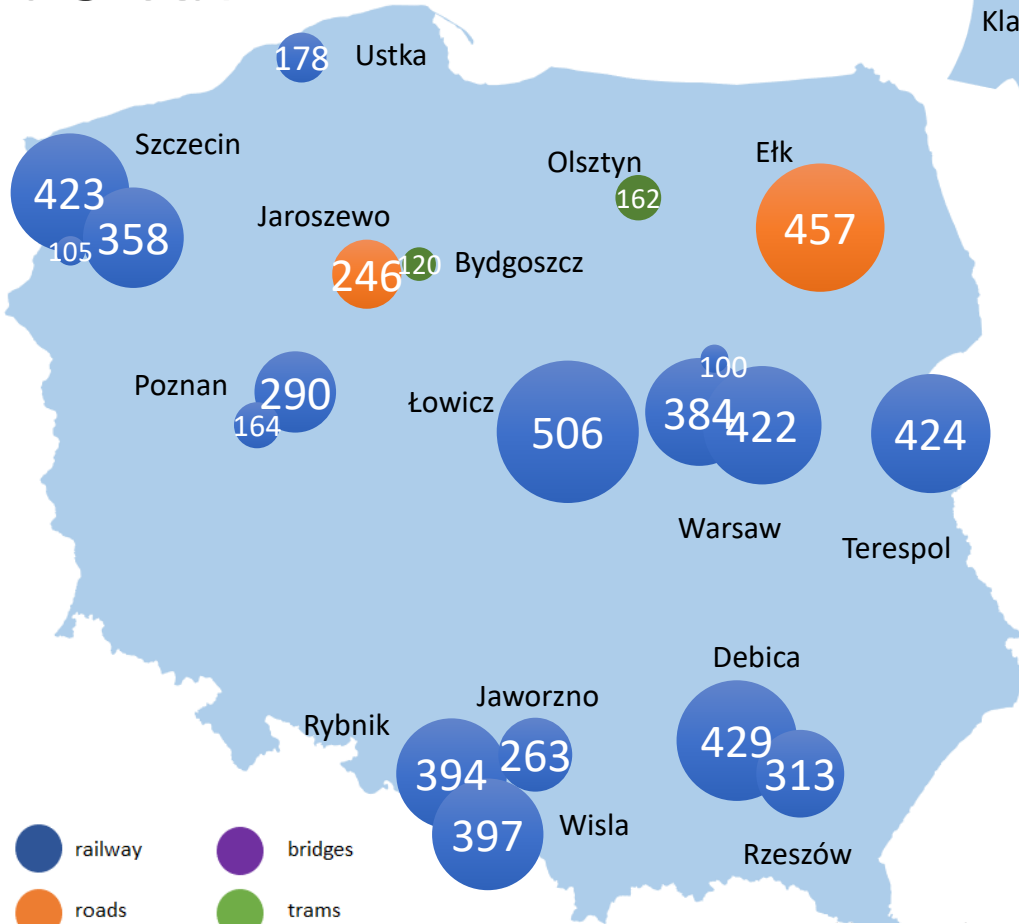 Kla
178 Ustka
Szczecin
423
358
105
Olsztyn
162
Ełk
457
Jaroszewo
246
120 Bydgoszcz
Poznan
290
164
Łowicz
506
100
384
422
424
Warsaw
Terespol
Debica
429
313
Rzeszów
Jaworzno
263
Rybnik
394
397
Wisla
railway
bridges
roads
trams